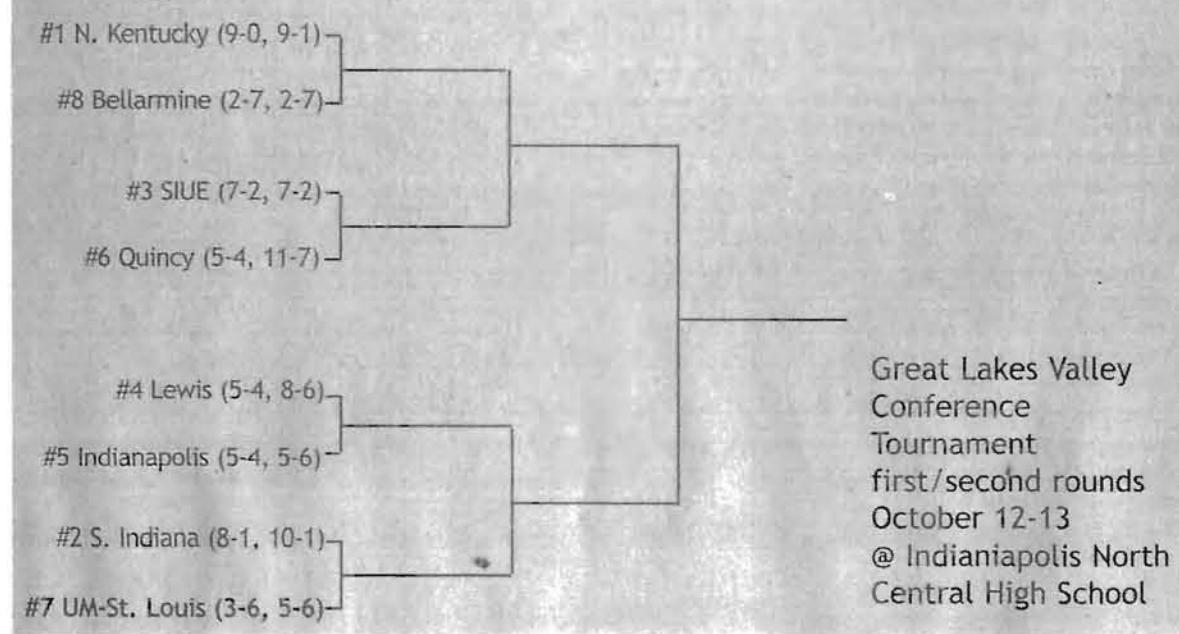 #1 N. Kentucky (9-0, 9-1)
#8 Bellarmine (2-7, 2-7)
#3 SIUE (7-2, 7-2)
#6 Quincy (5-4, 11-7)
#4 Lewis (5-4, 8-6)
#5 Indianapolis (5-4, 5-6)
#2 S. Indiana (8-1, 10-1)
#7 UM-St. Louis (3-6, 5-6)
Great Lakes Valley
Conference
Tournament
first/second rounds
October 12-13
@ Indianiapolis North
Central High School